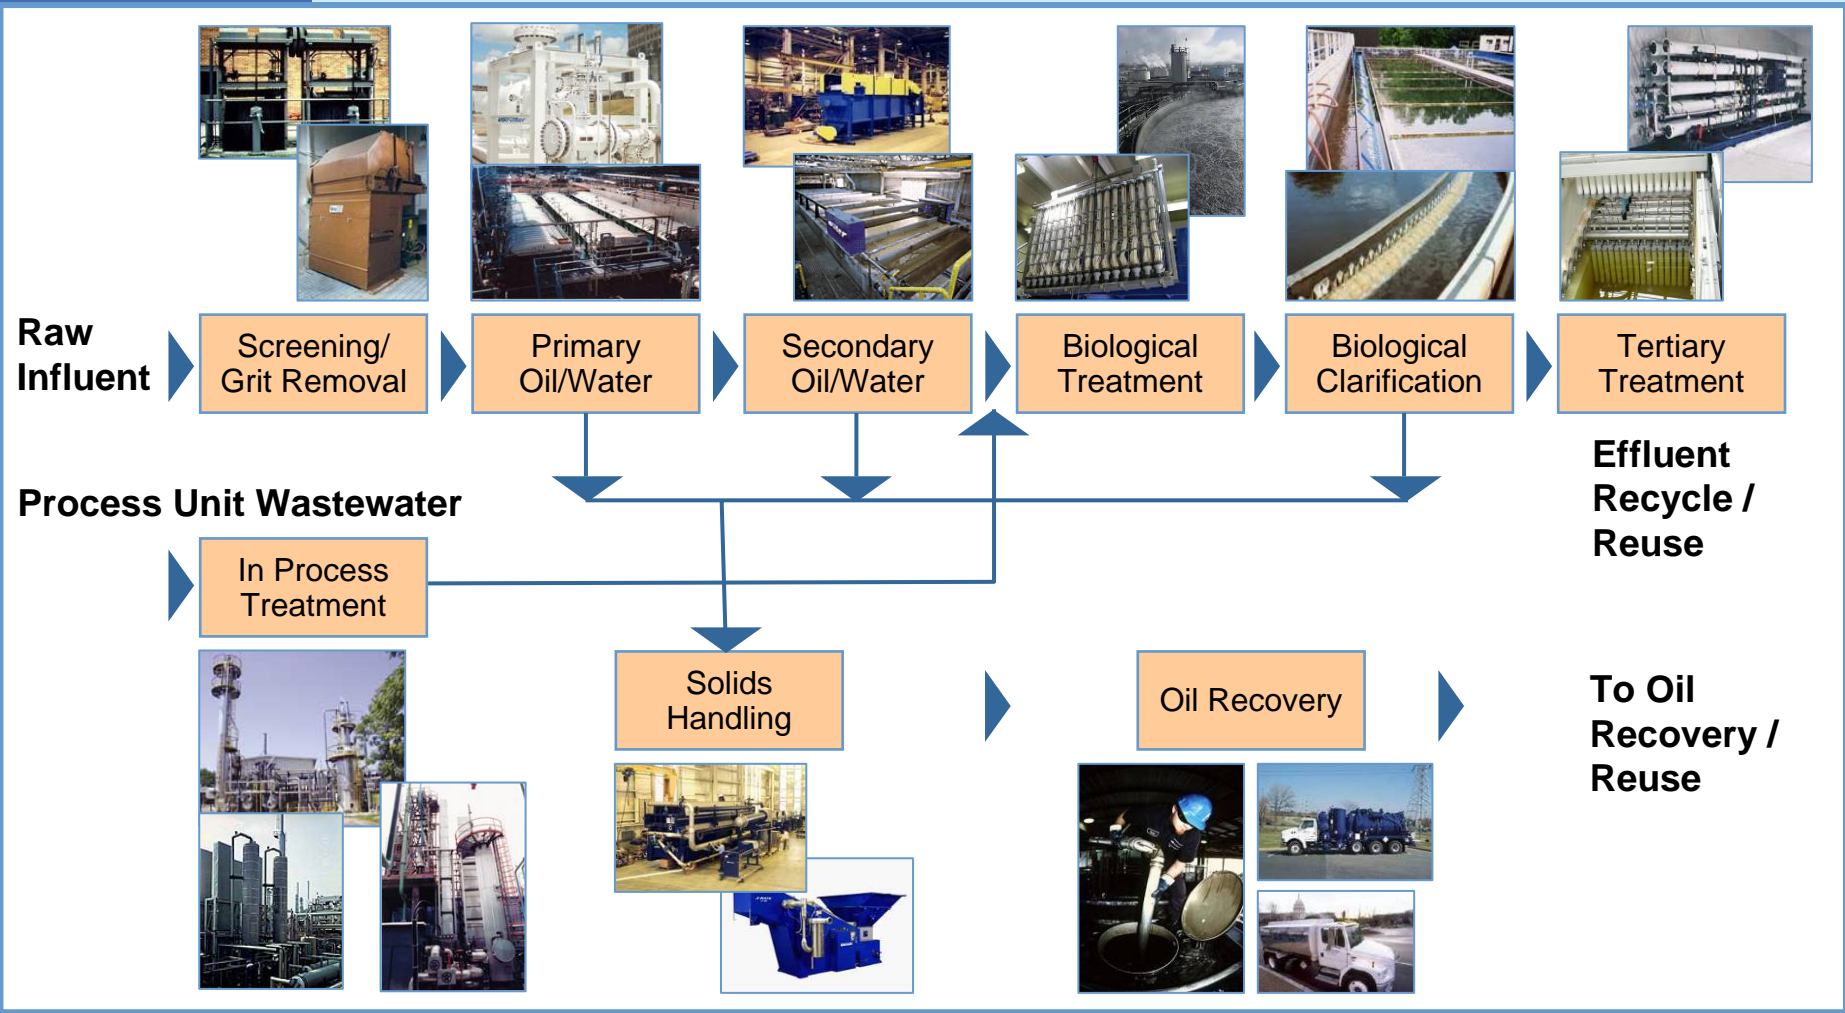 Raw
Influent
Screening/
Grit Removal
Primary
Oil/Water
Secondary
Oil/Water
Biological
Treatment
Biological
Clarification
Tertiary
Treatment
Effluent
Recycle /
Reuse
Process Unit Wastewater
In Process
Treatment
Solids
Handling
Oil Recovery
To Oil
Recovery /
Reuse